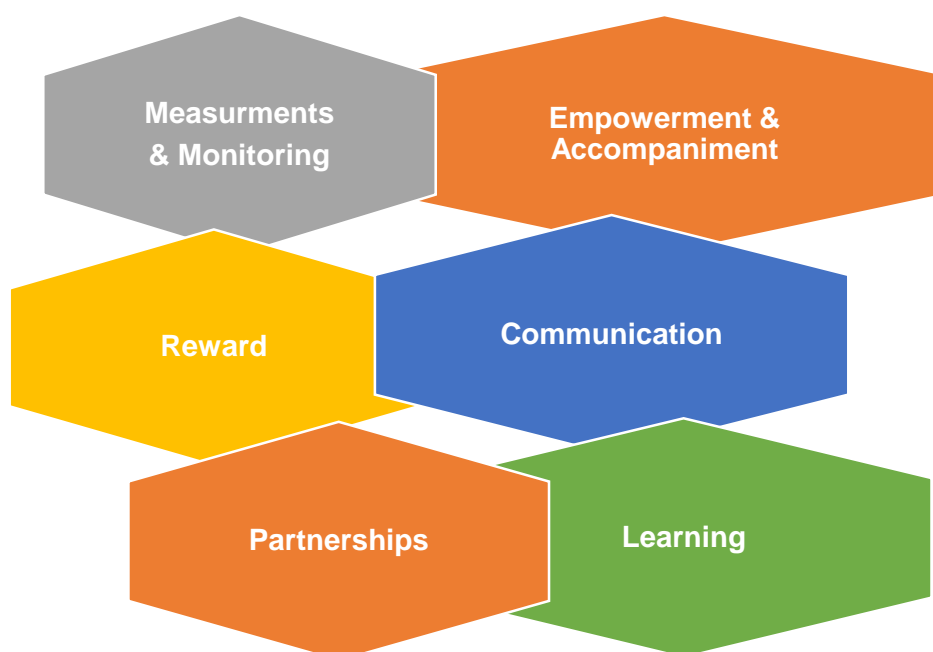 Measurments
& Monitoring
Empowerment &
Accompaniment
Reward
Communication
Partnerships
Learning